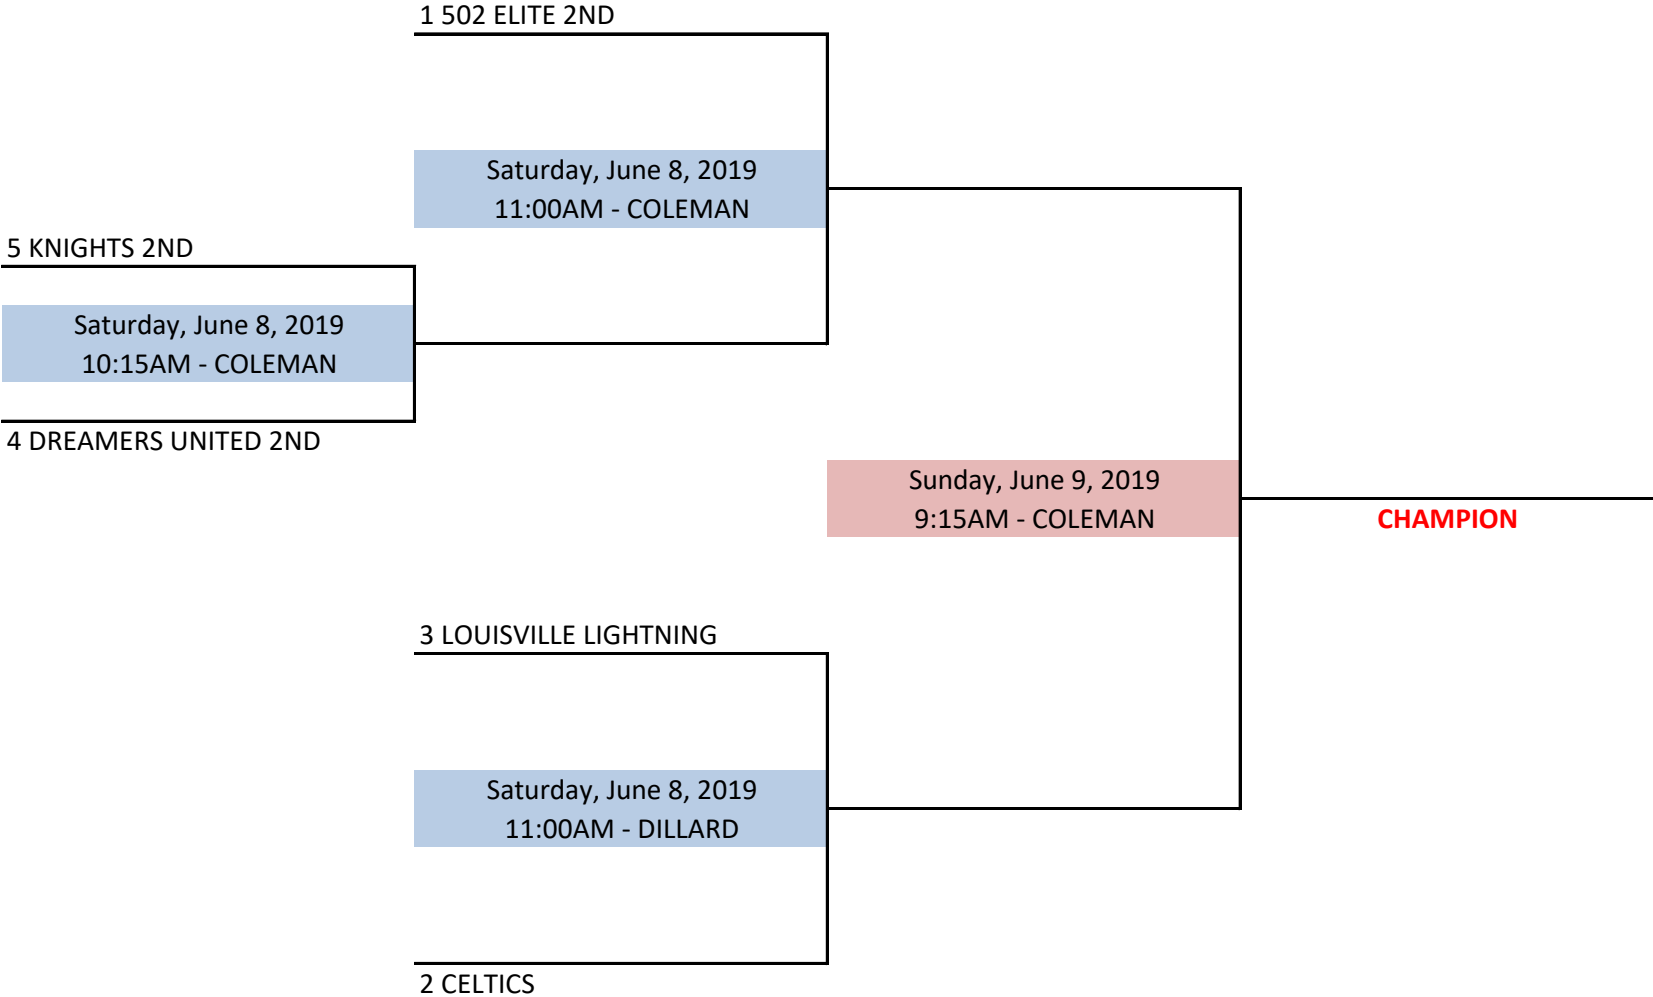 1 502 ELITE 2ND
Saturday, June 8, 2019
11:00AM - COLEMAN
5 KNIGHTS 2ND
Saturday, June 8, 2019
10:15AM - COLEMAN
4 DREAMERS UNITED 2ND
Sunday, June 9, 2019
9:15AM - COLEMAN
CHAMPION
3 LOUISVILLE LIGHTNING
Saturday, June 8, 2019
11:00AM - DILLARD
2 CELTICS